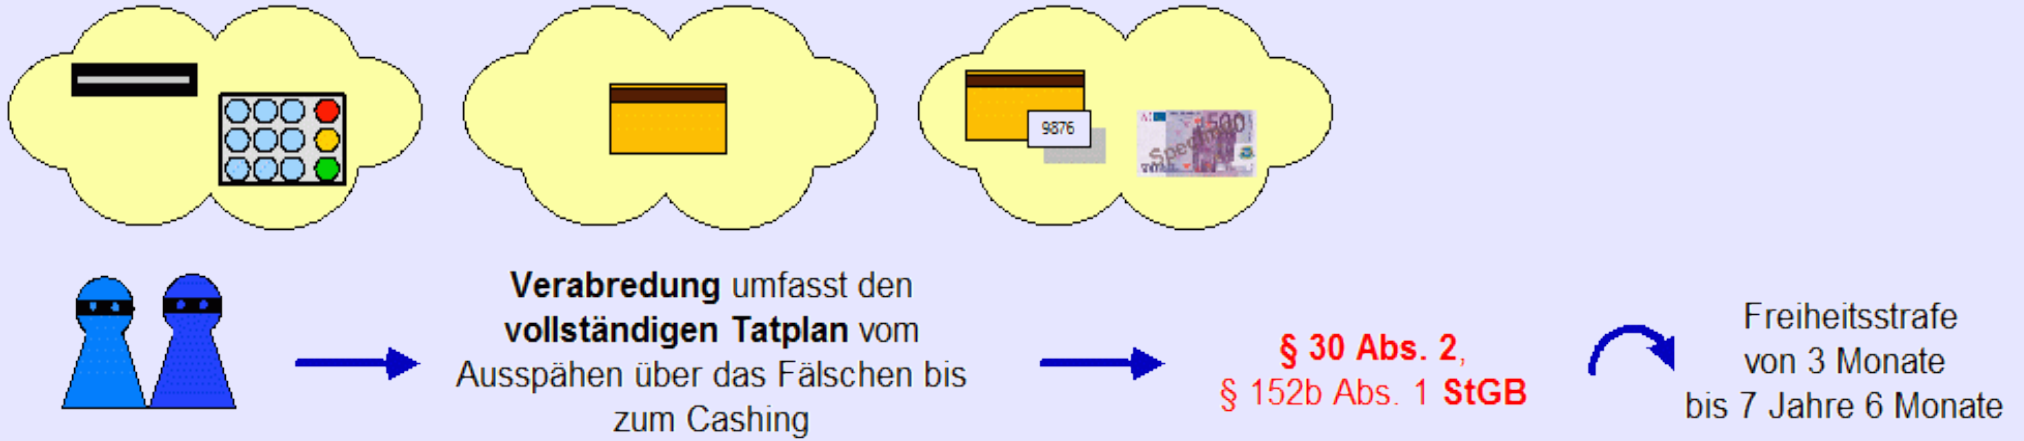 9876
500
Specimen
Verabredung umfasst den
vollständigen Tatplan vom
Ausspähen über das Fälschen bis
zum Cashing
§ 30 Abs. 2,
§ 152b Abs. 1 StGB
Freiheitsstrafe
von 3 Monate
bis 7 Jahre 6 Monate